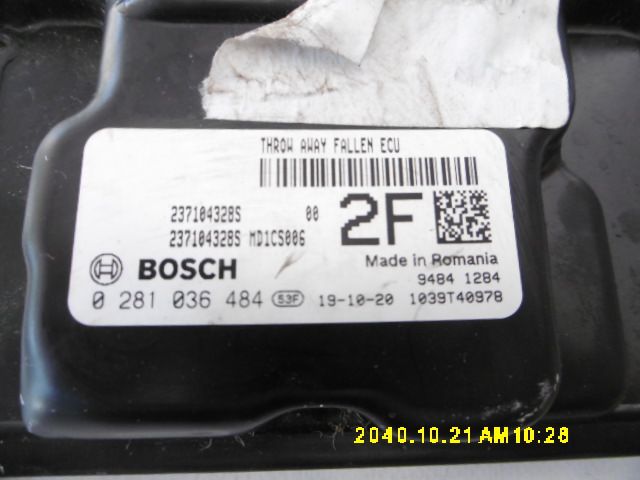 THROW AWAY FALLEN ECU
237104328S 00
237104328S MD1CS006
2F
BOSCH
Made in Romania
9484 1284
0 281 036 484 53F 19-10-20 1039T40978
2040.10.21 AM10:28